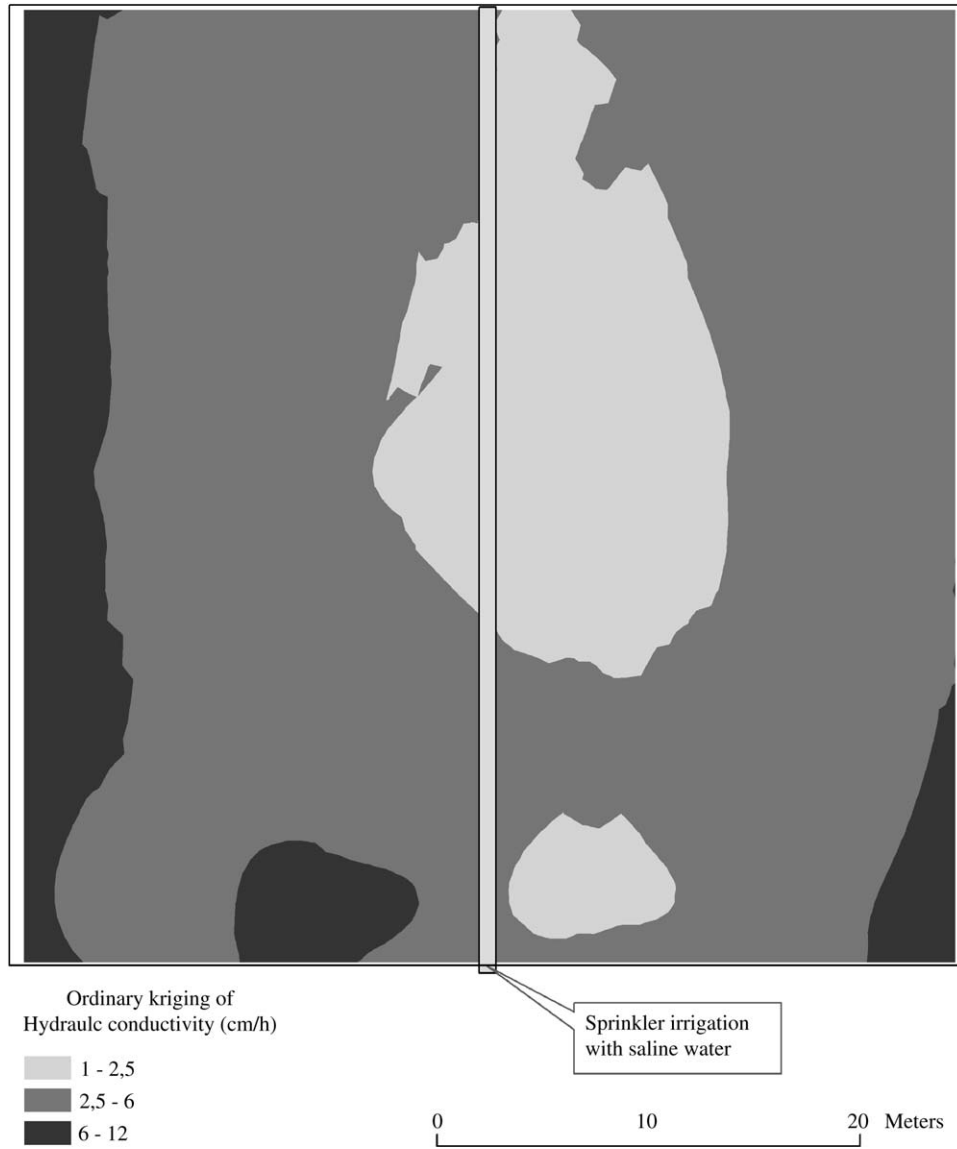 Sprinkler irrigation
with saline water
Ordinary kriging of
Hydraulc conductivity (cm/h)
1 - 2,5
2,5 - 6
6 - 12
0 10 20 Meters